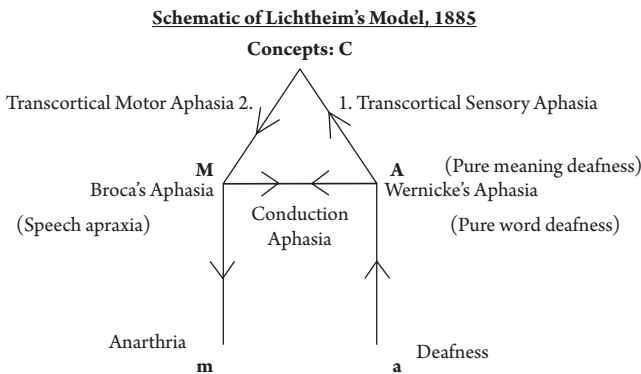 Schematic of Lichtheim’s Model, 1885
Concepts: C
Transcortical Motor Aphasia 2.
1. Transcortical Sensory Aphasia
M
A
(Pure meaning deafness)
Broca’s Aphasia
Wernicke’s Aphasia
(Speech apraxia)
Conduction
Aphasia
(Pure word deafness)
Anarthria
Deafness
m
a